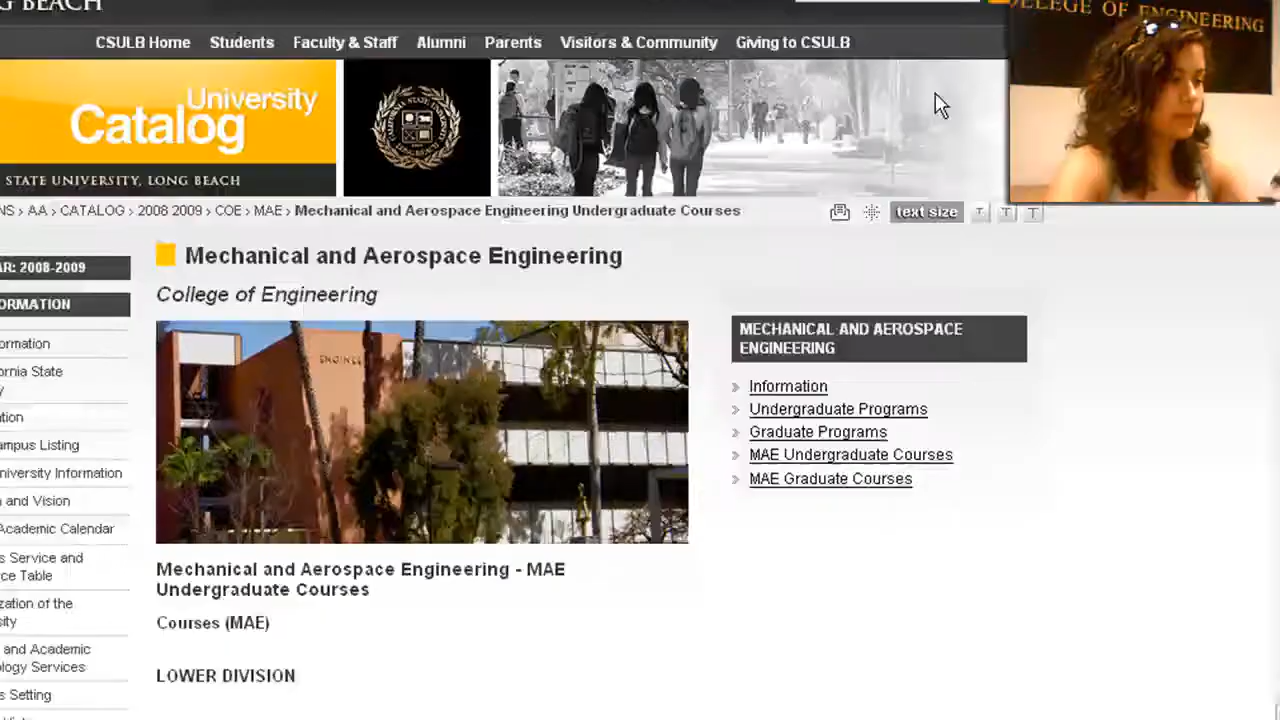 G BEACH
COLLEGE OF ENGINEERING
CSULB Home Students Faculty & Staff Alumni Parents Visitors & Community Giving to CSULB
University
Catalog
STATE UNIVERSITY, LONG BEACH
NS › AA › CATALOG › 2008 2009 › COE › MAE › Mechanical and Aerospace Engineering Undergraduate Courses
text size T T T
AR: 2008-2009
Mechanical and Aerospace Engineering
College of Engineering
ORMATION
ormation
ornia State
y
tion
ampus Listing
niversity Information
n and Vision
Academic Calendar
s Service and
ce Table
zation of the
sity
and Academic
ology Services
s Setting
ENGINEE
MECHANICAL AND AEROSPACE
ENGINEERING
Information
Undergraduate Programs
Graduate Programs
MAE Undergraduate Courses
MAE Graduate Courses
Mechanical and Aerospace Engineering - MAE
Undergraduate Courses
Courses (MAE)
LOWER DIVISION